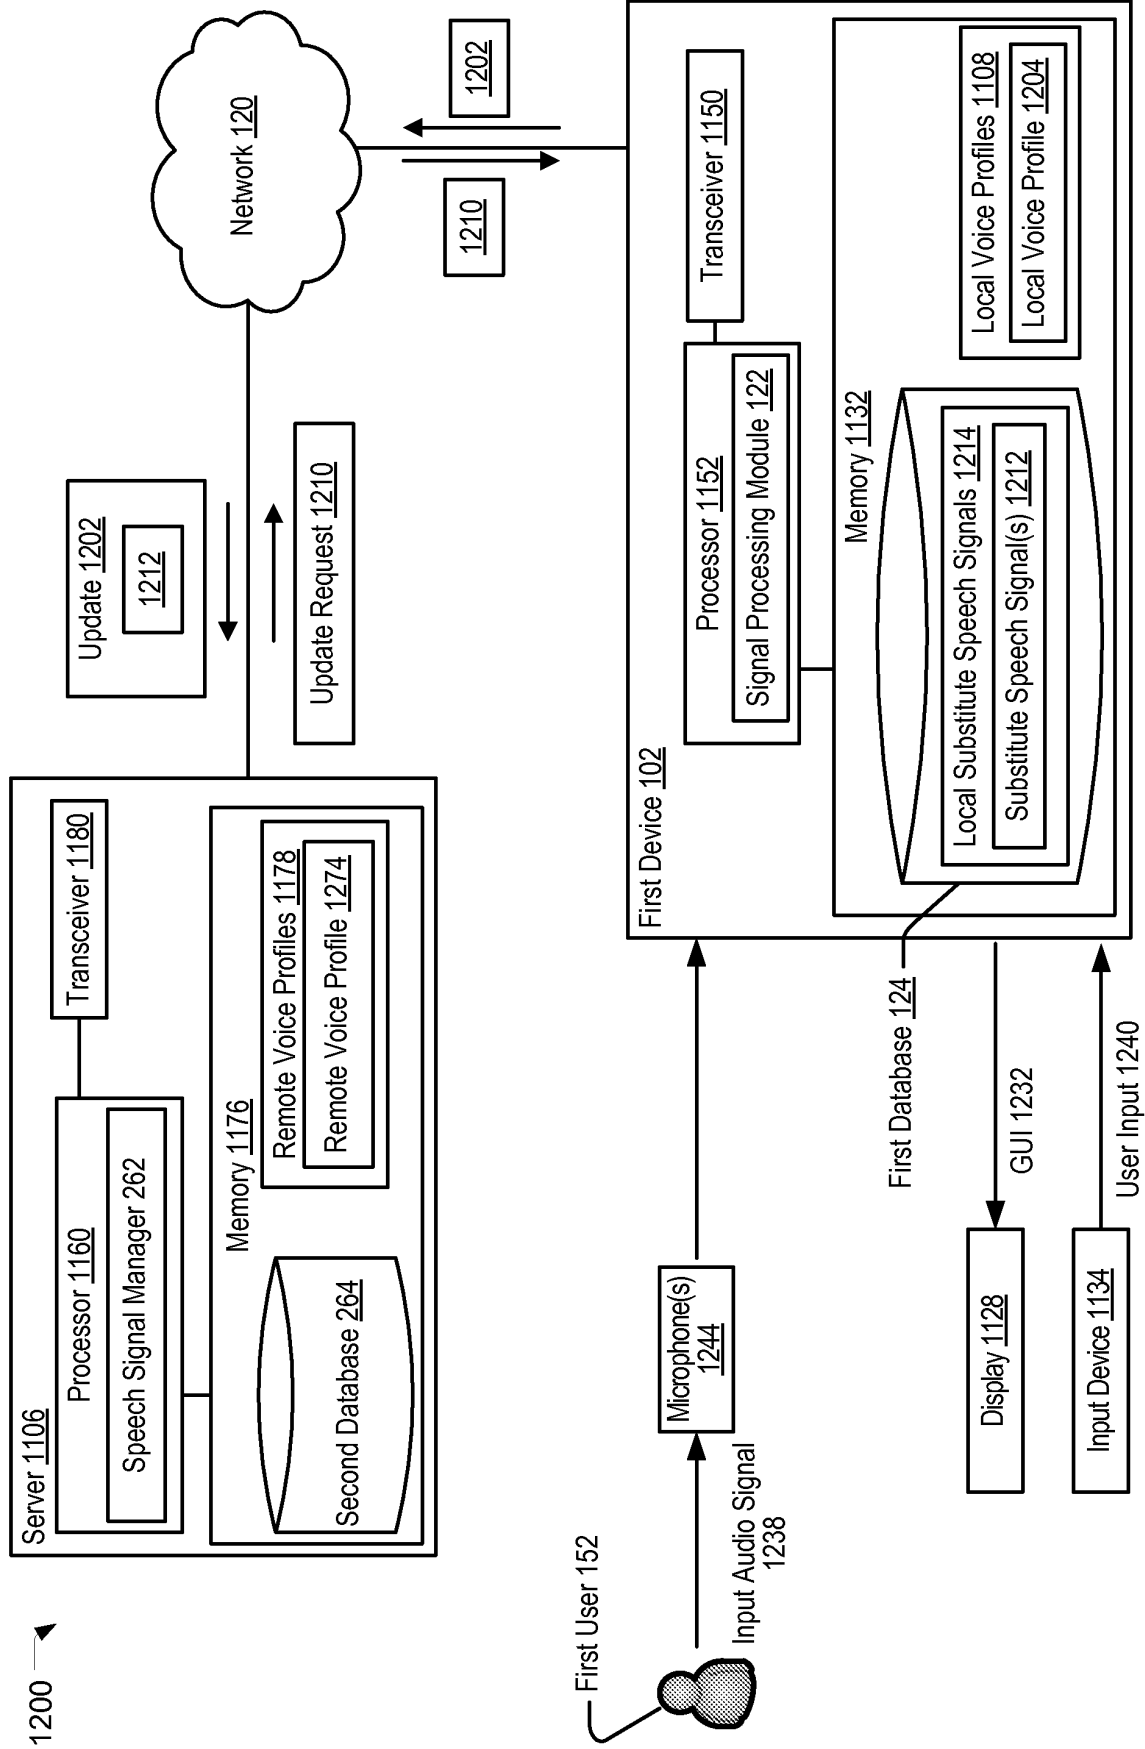 1200
Server 1106
Processor 1160
Speech Signal Manager 262
Transceiver 1180
Memory 1176
Second Database 264
Remote Voice Profiles 1178
Remote Voice Profile 1274
Update 1202
1212
Update Request 1210
Network 120
1210
1202
First User 152
Input Audio Signal
1238
Microphone(s)
1244
First Device 102
Processor 1152
Signal Processing Module 122
Transceiver 1150
Memory 1132
Local Substitute Speech Signals 1214
Substitute Speech Signal(s) 1212
Local Voice Profiles 1108
Local Voice Profile 1204
First Database 124
Display 1128
GUI 1232
Input Device 1134
User Input 1240